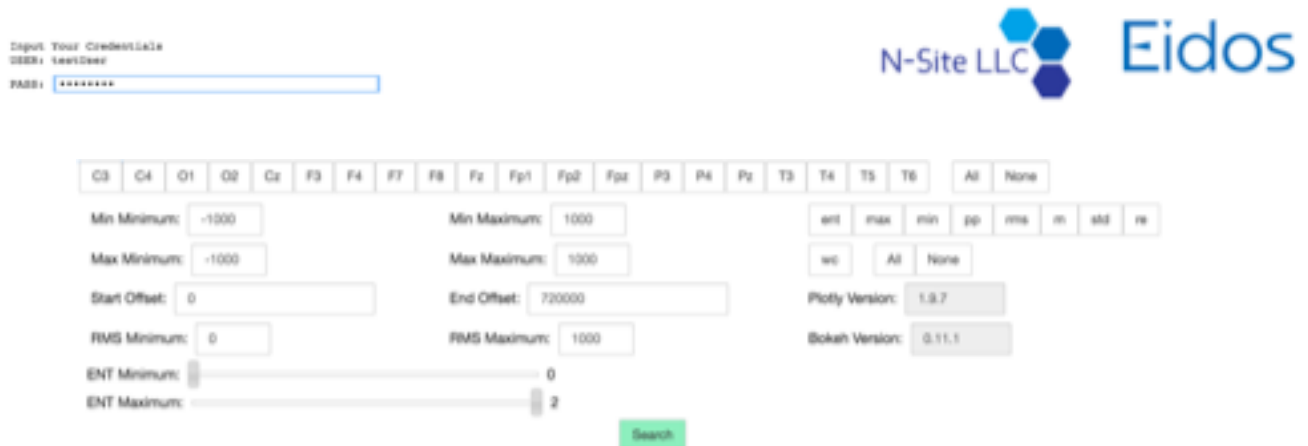 Input Your Credentials
USER: testUser
PASS: ••••••••
N-Site LLC
Eidos
C3 C4 O1 O2 Cz F3 F4 F7 F8 Fz Fp1 Fp2 Fpz P3 P4 Pz T3 T4 T5 T6 All None
Min Minimum: -1000 Min Maximum: 1000 ent max min pp rms m std re
Max Minimum: -1000 Max Maximum: 1000 wc All None
Start Offset: 0 End Offset: 720000 Plotly Version: 1.9.7
RMS Minimum: 0 RMS Maximum: 1000 Bokeh Version: 0.11.1
ENT Minimum: 0
ENT Maximum: 2
Search